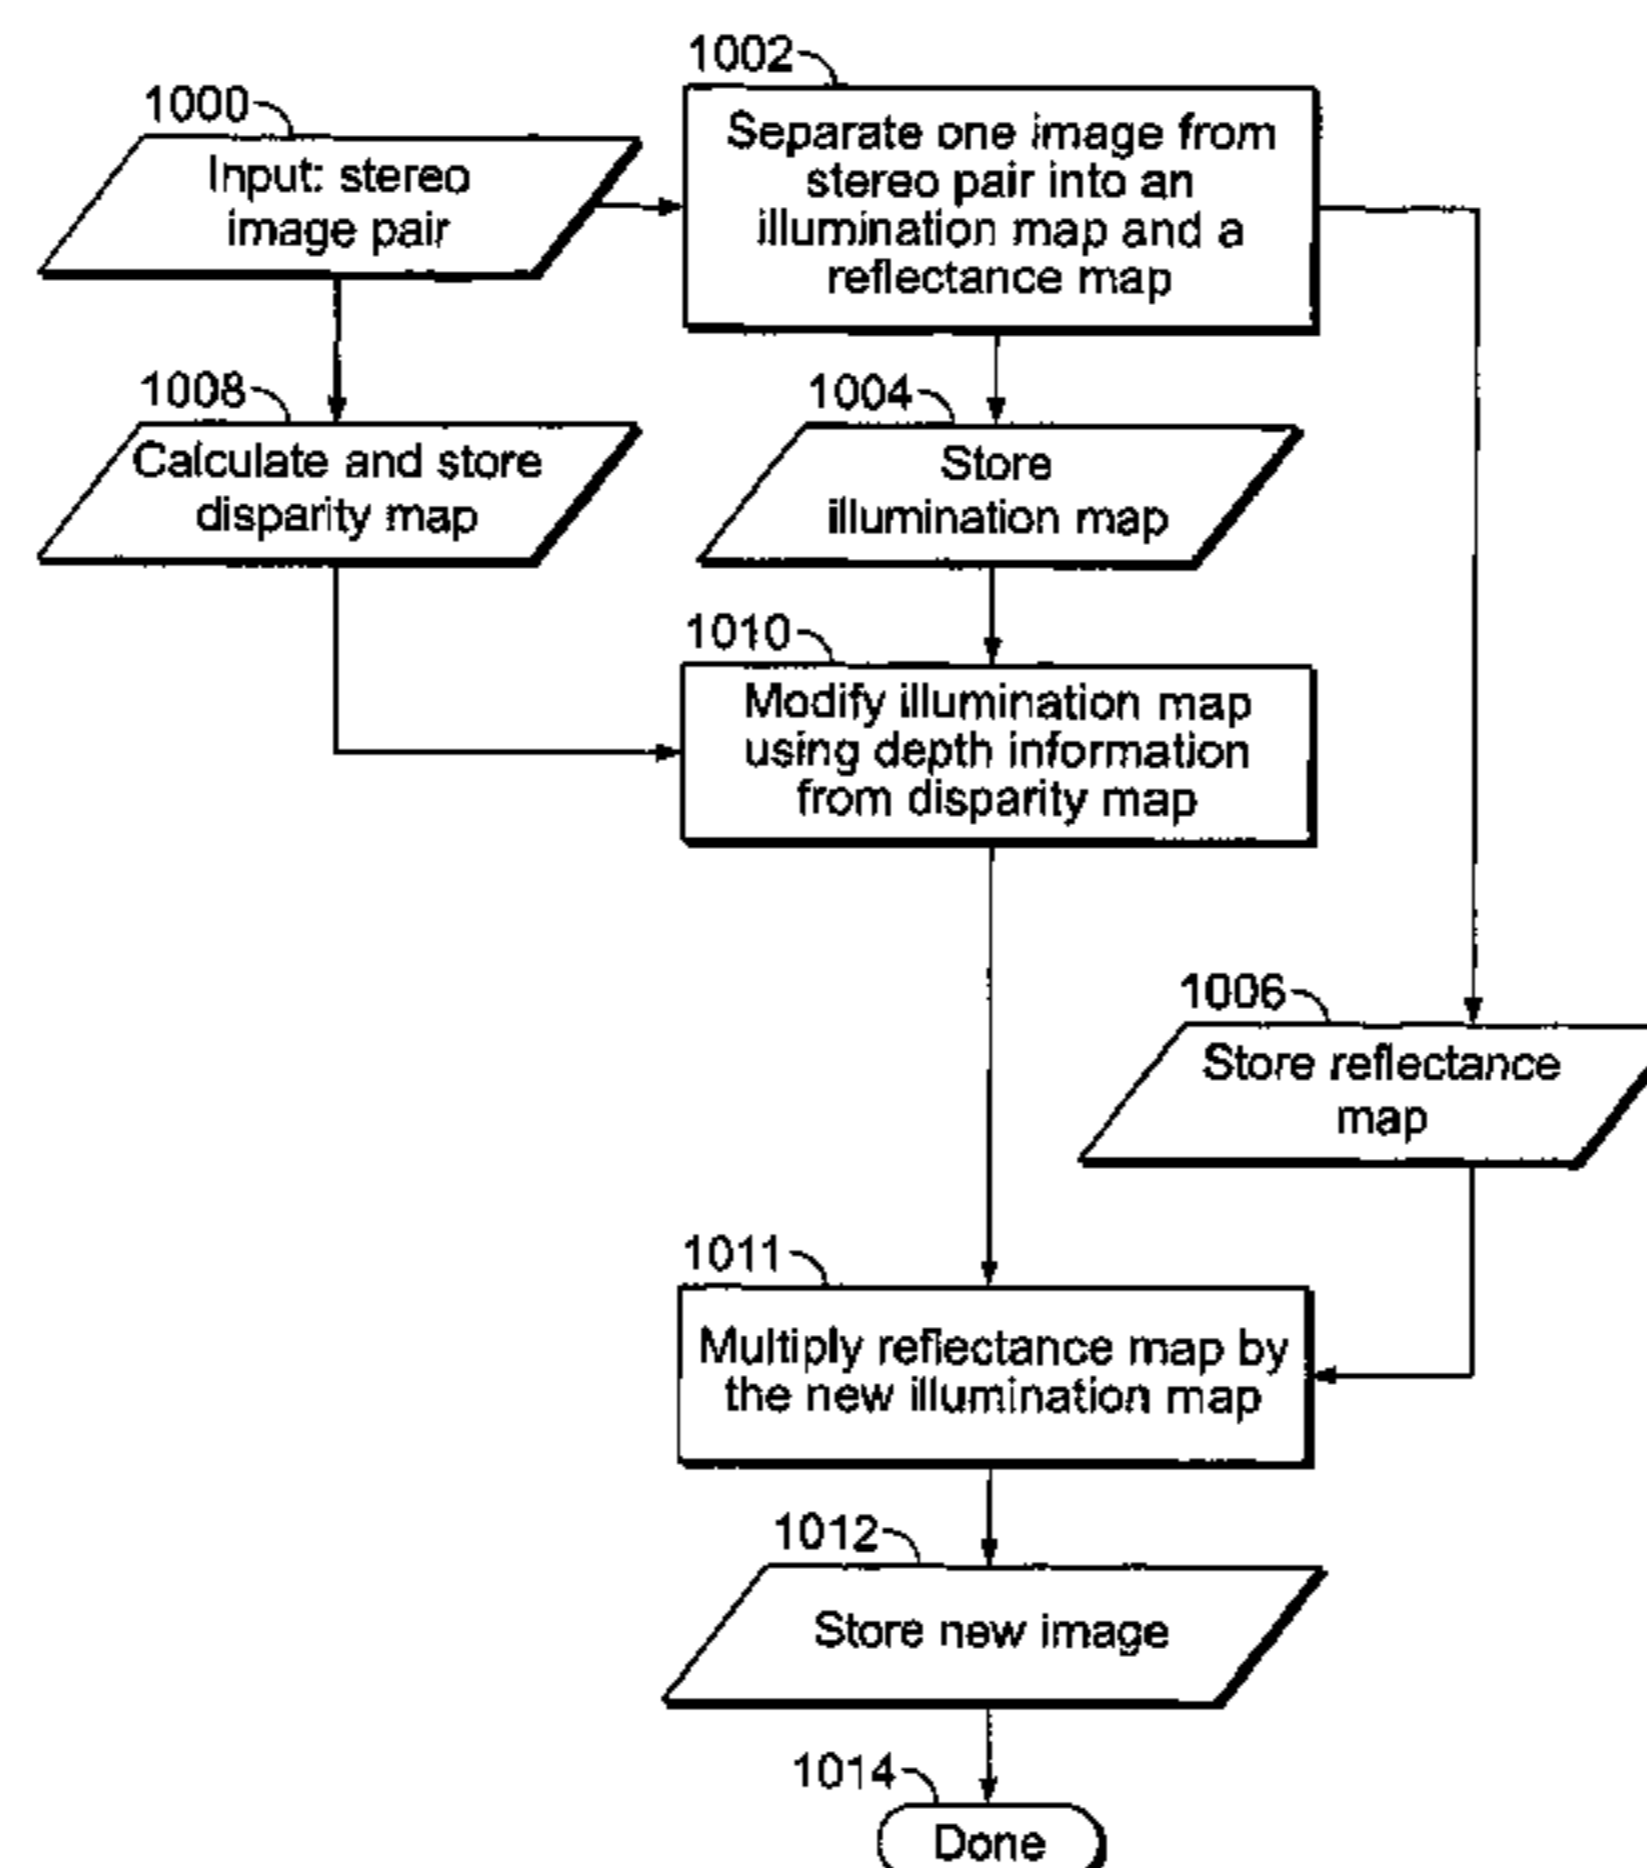 1000
Input: stereo
image pair
1002
Separate one image from
stereo pair into an
illumination map and a
reflectance map
1008
Calculate and store
disparity map
1004
Store
illumination map
1010
Modify illumination map
using depth information
from disparity map
1006
Store reflectance
map
1011
Multiply reflectance map by
the new illumination map
1012
Store new image
1014
Done